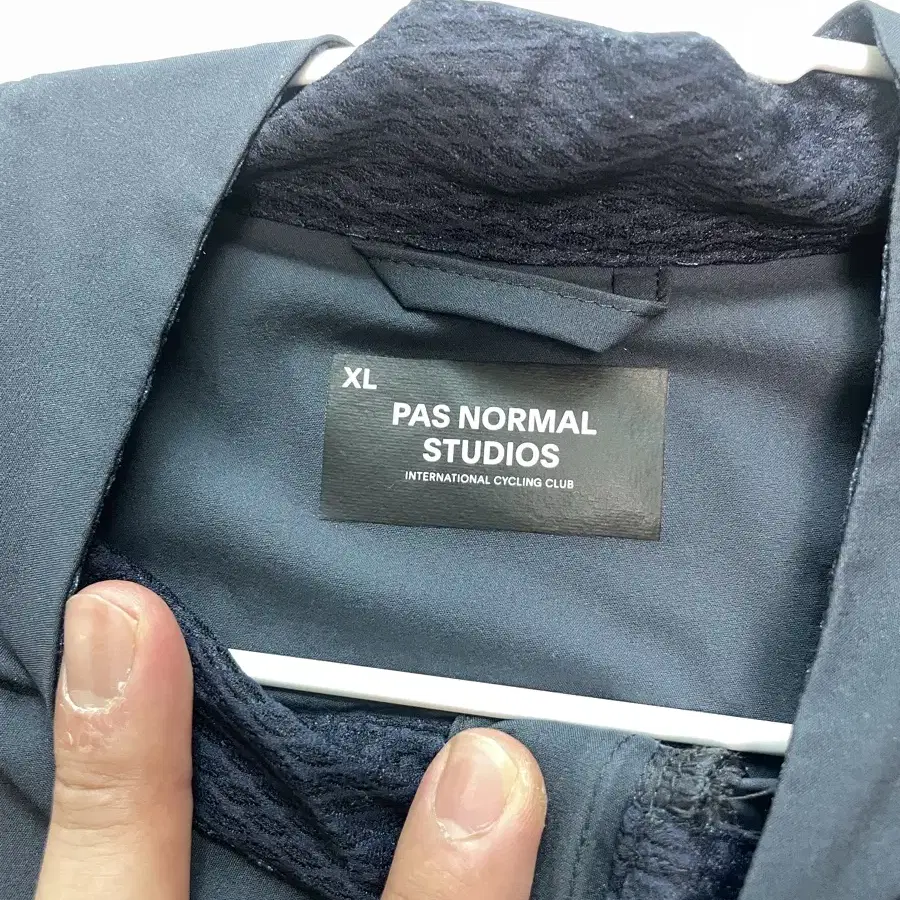 XL
PAS NORMAL
STUDIOS
INTERNATIONAL CYCLING CLUB